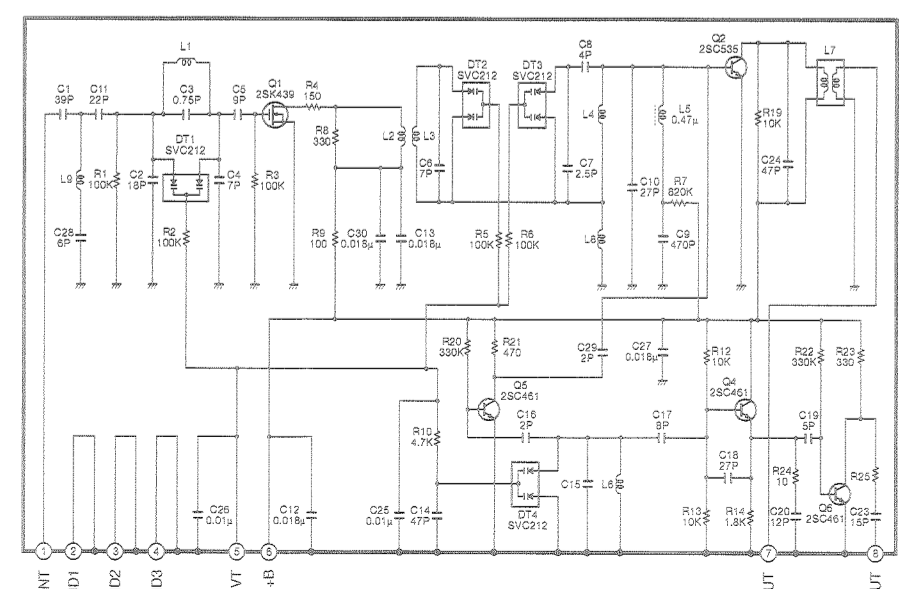 L1
C1
39P
C11
22P
C3
0.75P
C5
9P
Q1
2SK439
R4
150
DT2
SVC212
DT3
SVC212
C8
4P
Q2
2SC535
L7
DT1
SVC212
R8
330
L2
L3
L4
L5
0.47μ
R19
10K
L9
R1
100K
C2
18P
C4
7P
R3
100K
C6
7P
C7
2.5P
C10
27P
R7
820K
C24
47P
C28
6P
R2
100K
R9
100
C30
0.018μ
C13
0.018μ
R5
100K
R6
100K
L8
C9
470P
R20
330K
R21
470
C29
2P
C27
0.018μ
R12
10K
R22
330K
R23
330
Q5
2SC461
Q4
2SC461
C16
2P
C17
8P
C19
5P
R10
4.7K
C18
27P
R24
10
R25
C26
0.01μ
C12
0.018μ
C25
0.01μ
C14
47P
DT4
SVC212
C15
L6
R13
10K
R14
1.8K
C20
12P
Q6
2SC461
C23
15P
1
2
3
4
5
6
7
8
NT
ID1
D2
D3
VT
+B
UT
UT